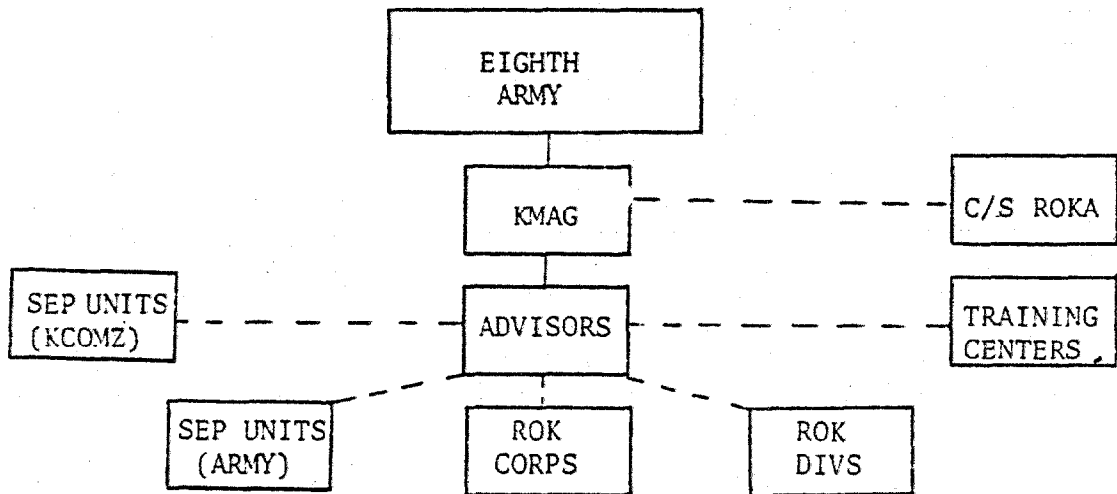 EIGHTH
ARMY
KMAG
C/S ROKA
SEP UNITS
(KCOMZ)
ADVISORS
TRAINING
CENTERS
SEP UNITS
(ARMY)
ROK
CORPS
ROK
DIVS